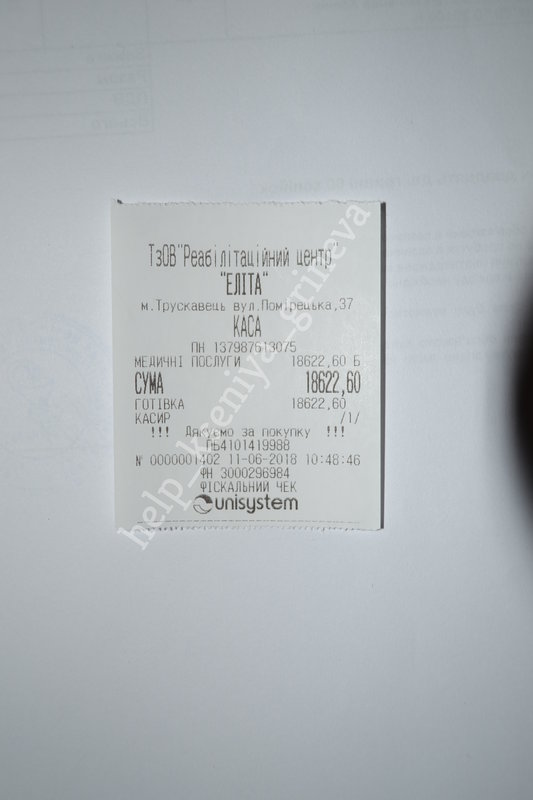 ТзОВ"Реабілітаційний центр"
"ЕЛІТА"
м.Трускавець вул.Помірецька,37
КАСА
ПН 137987613075
МЕДИЧНІ ПОСЛУГИ 18622,60 Б
СУМА 18622,60
ГОТІВКА 18622,60
КАСИР /1/
!!! Дякуємо за покупку !!!
ПБ4101419988
№ 0000001402 11-06-2018 10:48:46
ФН 3000296984
ФІСКАЛЬНИЙ ЧЕК
unisystem
help_kseniya_grineva